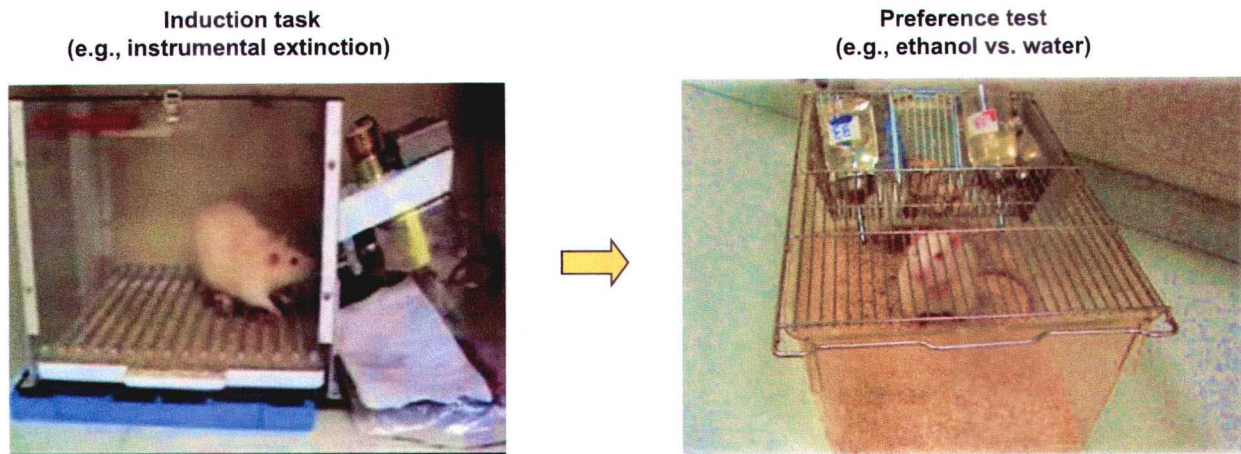 Induction task
(e.g., instrumental extinction)
Preference test
(e.g., ethanol vs. water)